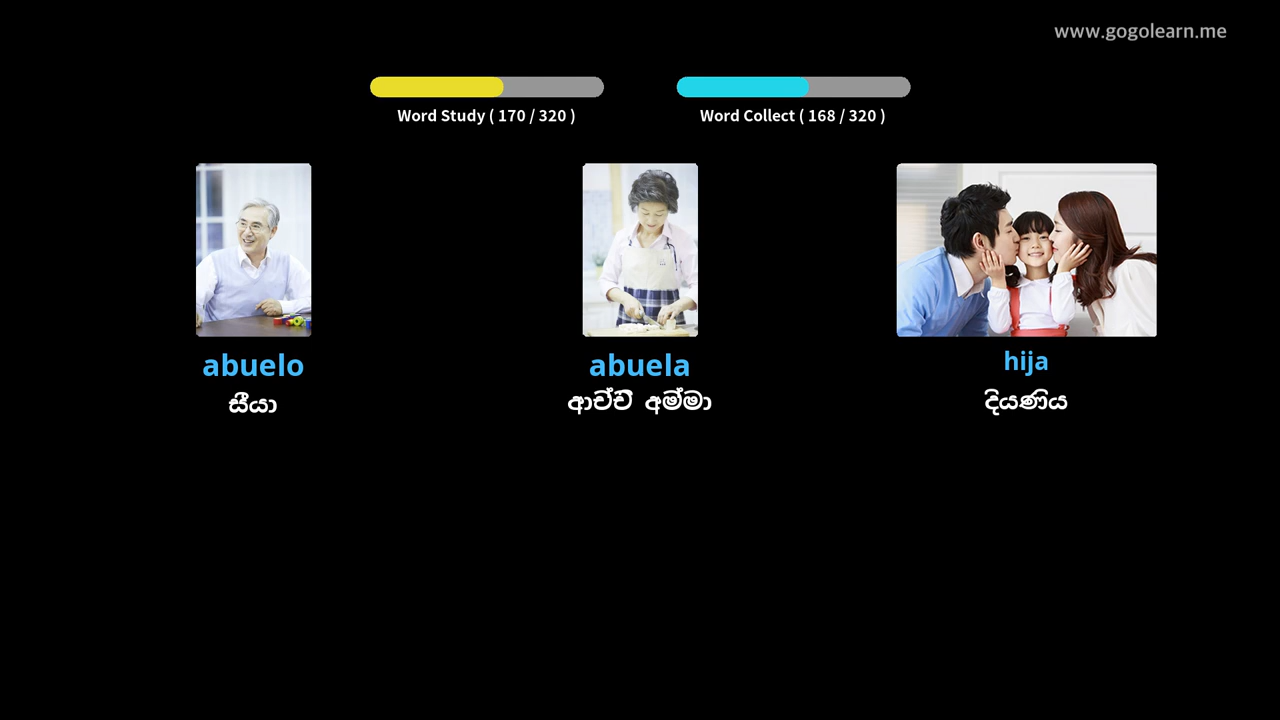 www.gogolearn.me
Word Study ( 170 / 320 )
Word Collect ( 168 / 320 )
abuelo
සීයා
abuela
ආච්චි අම්මා
hija
දියණිය